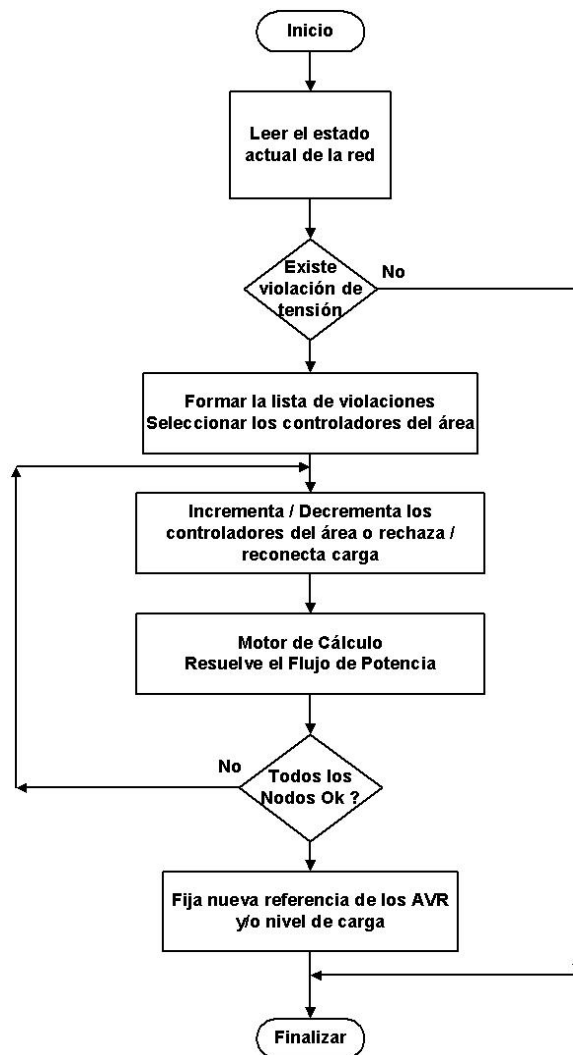 Inicio
Leer el estado
actual de la red
Existe
violación de
tensión
No
Formar la lista de violaciones
Seleccionar los controladores del área
Incrementa / Decrementa los
controladores del área o rechaza /
reconecta carga
Motor de Cálculo
Resuelve el Flujo de Potencia
No
Todos los
Nodos Ok ?
Fija nueva referencia de los AVR
y/o nivel de carga
Finalizar